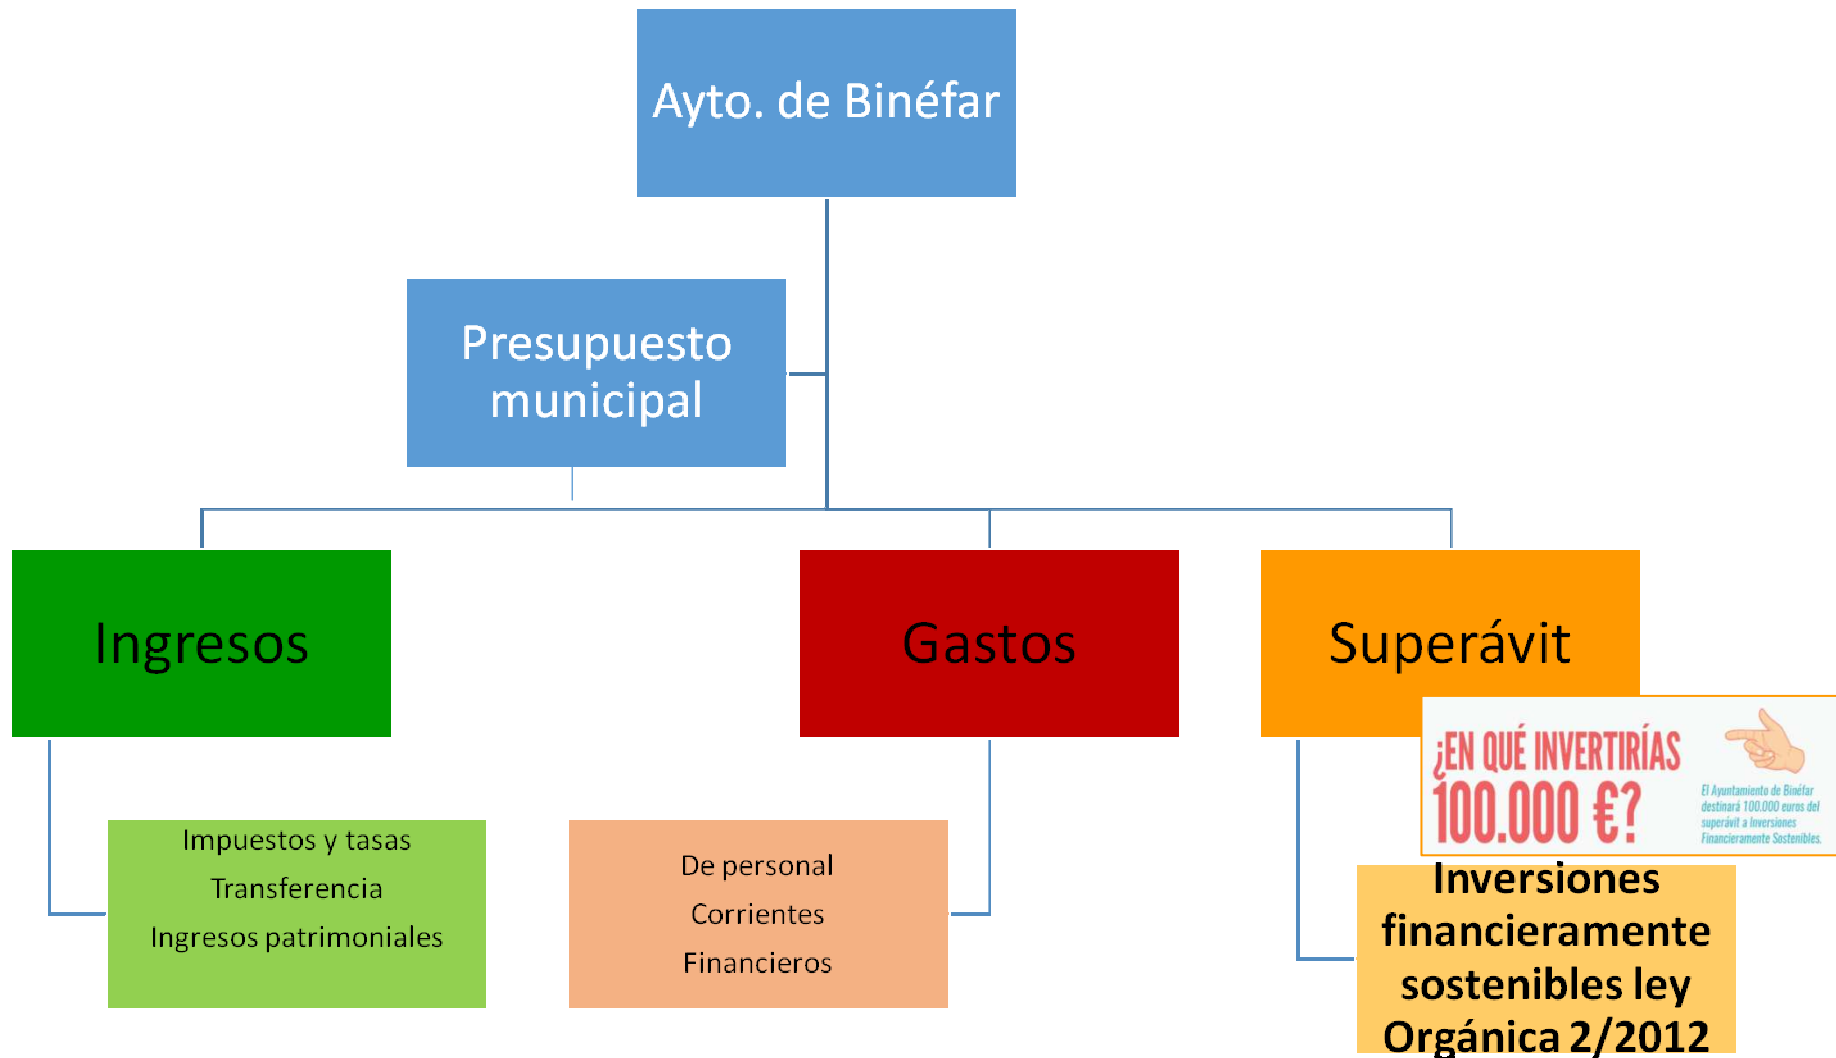 Ayto. de Binéfar
Presupuesto
municipal
Ingresos
Gastos
Superávit
¿EN QUÉ INVERTIRÍAS
100.000 €?
El Ayuntamiento de Binéfar
destinará 100.000 euros del
superávit a Inversiones
Financieramente Sostenibles.
Impuestos y tasas
Transferencia
Ingresos patrimoniales
De personal
Corrientes
Financieros
Inversiones
financieramente
sostenibles ley
Orgánica 2/2012